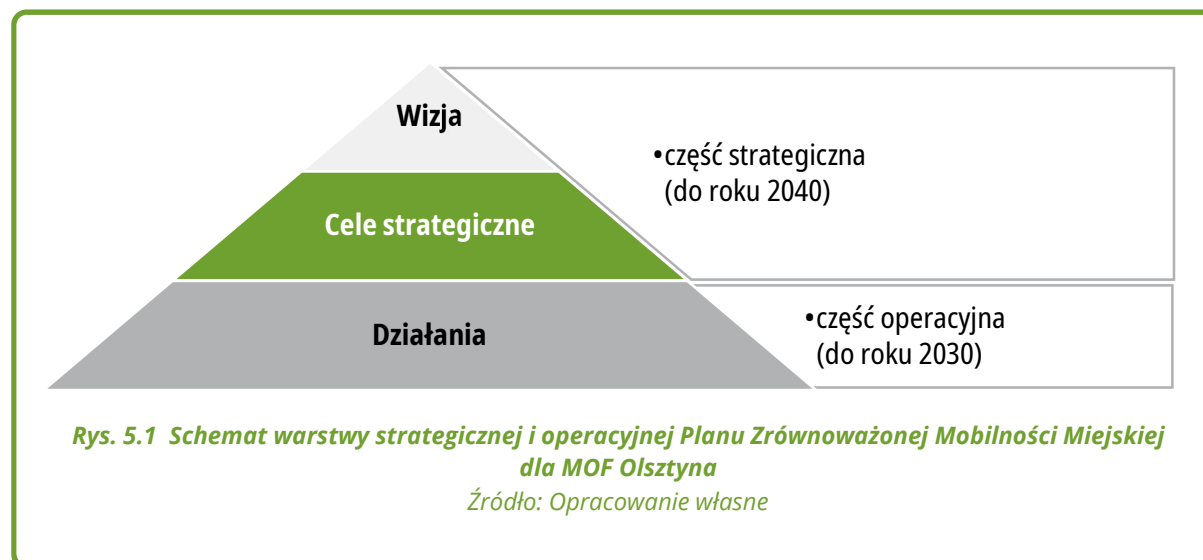 Wizja
•część strategiczna
(do roku 2040)
Cele strategiczne
Działania
•część operacyjna
(do roku 2030)
Rys. 5.1 Schemat warstwy strategicznej i operacyjnej Planu Zrównoważonej Mobilności Miejskiej
dla MOF Olsztyna
Źródło: Opracowanie własne